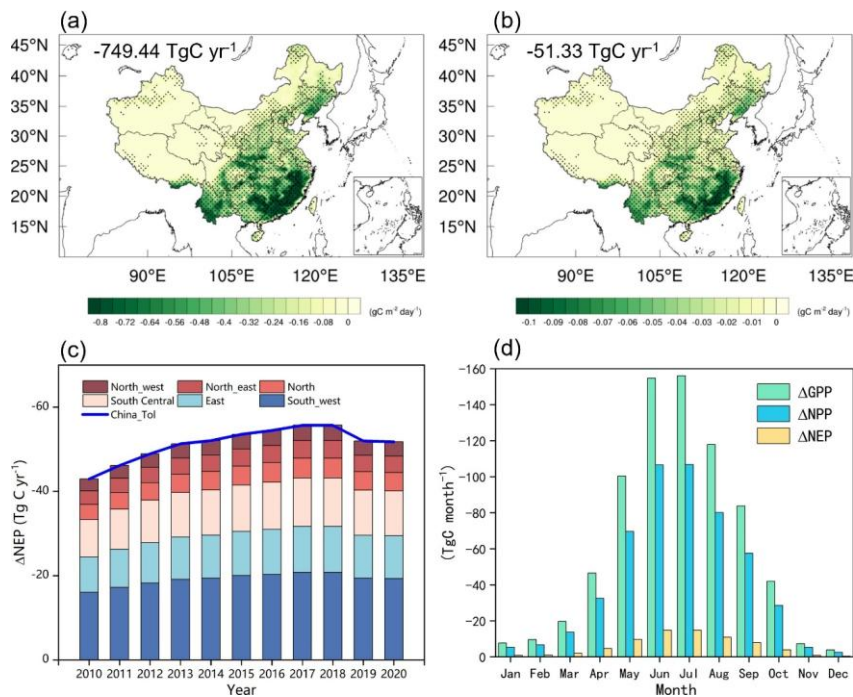 (a)
-749.44 TgC yr⁻¹
45°N
40°N
35°N
30°N
25°N
20°N
15°N
90°E 105°E 120°E 135°E
-0.8 -0.72 -0.64 -0.56 -0.48 -0.4 -0.32 -0.24 -0.16 -0.08 0 (gC m⁻² day⁻¹)
(b)
-51.33 TgC yr⁻¹
45°N
40°N
35°N
30°N
25°N
20°N
15°N
90°E 105°E 120°E 135°E
-0.1 -0.09 -0.08 -0.07 -0.06 -0.05 -0.04 -0.03 -0.02 -0.01 0 (gC m⁻² day⁻¹)
(c)
North_west North_east North
South Central East South_west
China_Tol
-60
-40
-20
0
ΔNEP (Tg C yr⁻¹)
2010 2011 2012 2013 2014 2015 2016 2017 2018 2019 2020
Year
(d)
ΔGPP
ΔNPP
ΔNEP
-160
-140
-120
-100
-80
-60
-40
-20
0
(TgC month⁻¹)
Jan Feb Mar Apr May Jun Jul Aug Sep Oct Nov Dec
Month